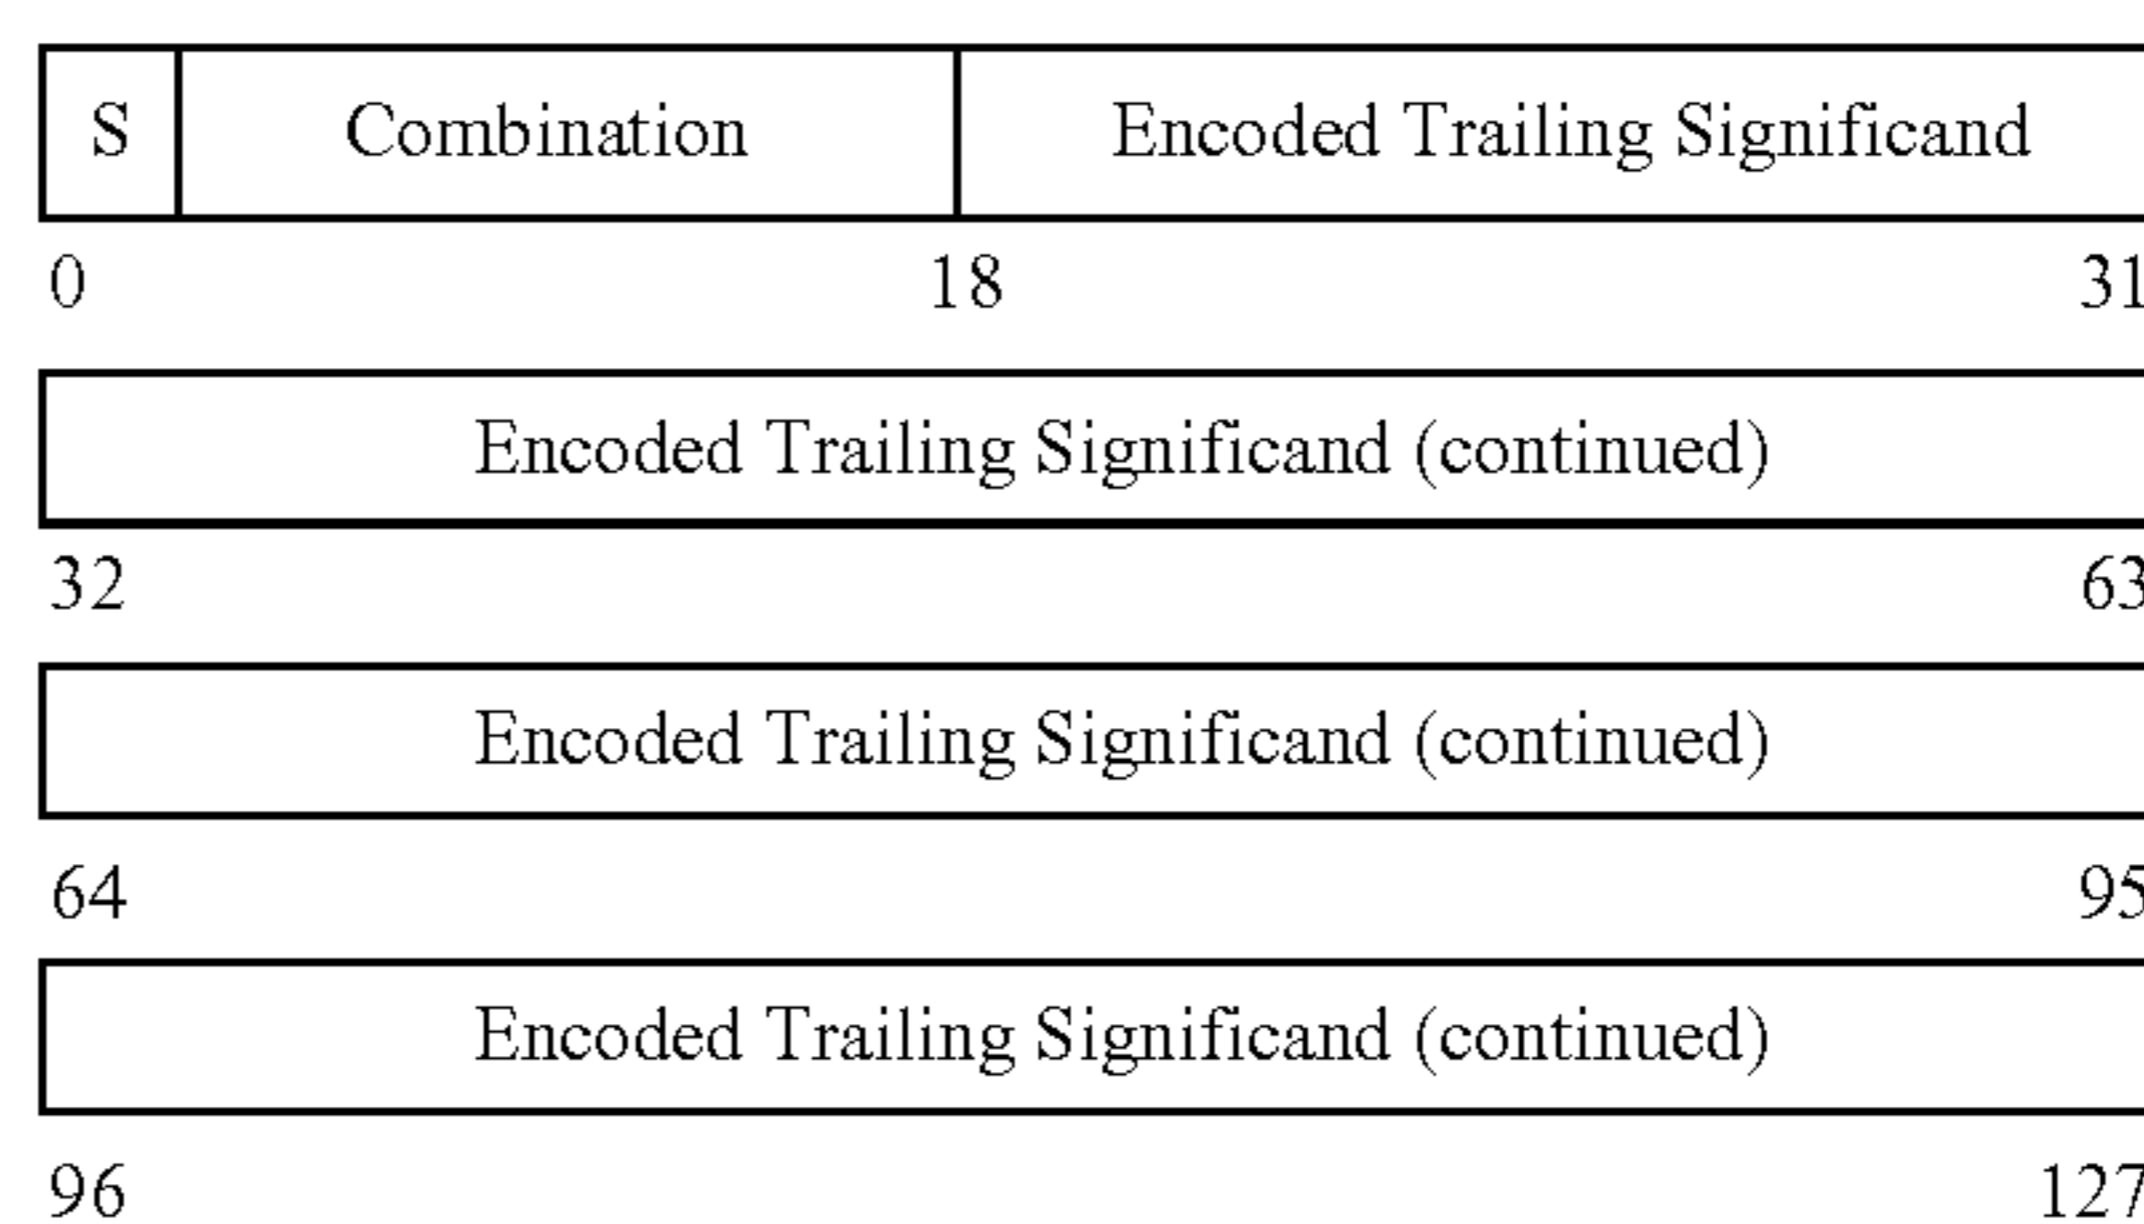 S Combination Encoded Trailing Significand
0 18 31
Encoded Trailing Significand (continued)
32 63
Encoded Trailing Significand (continued)
64 95
Encoded Trailing Significand (continued)
96 127